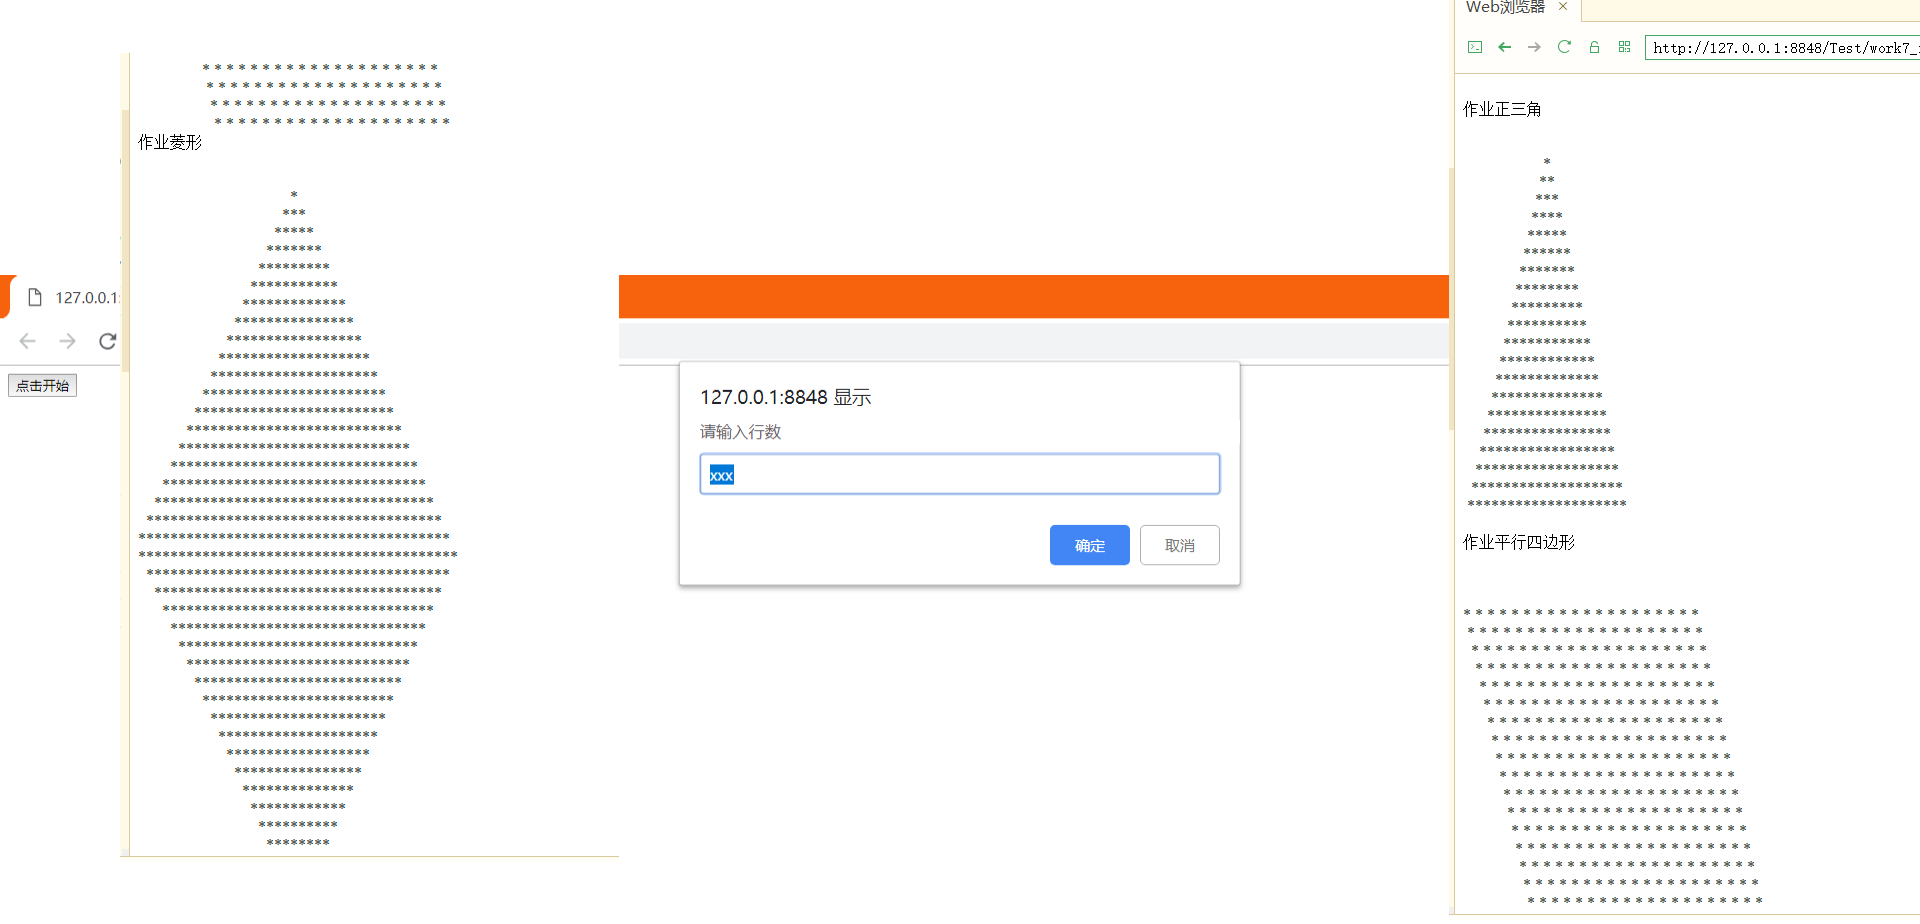 127.0.0.1:
点击开始
作业菱形
127.0.0.1:8848 显示
请输入行数
xxx
确定
取消
Web浏览器
http://127.0.0.1:8848/Test/work7_
作业正三角
作业平行四边形